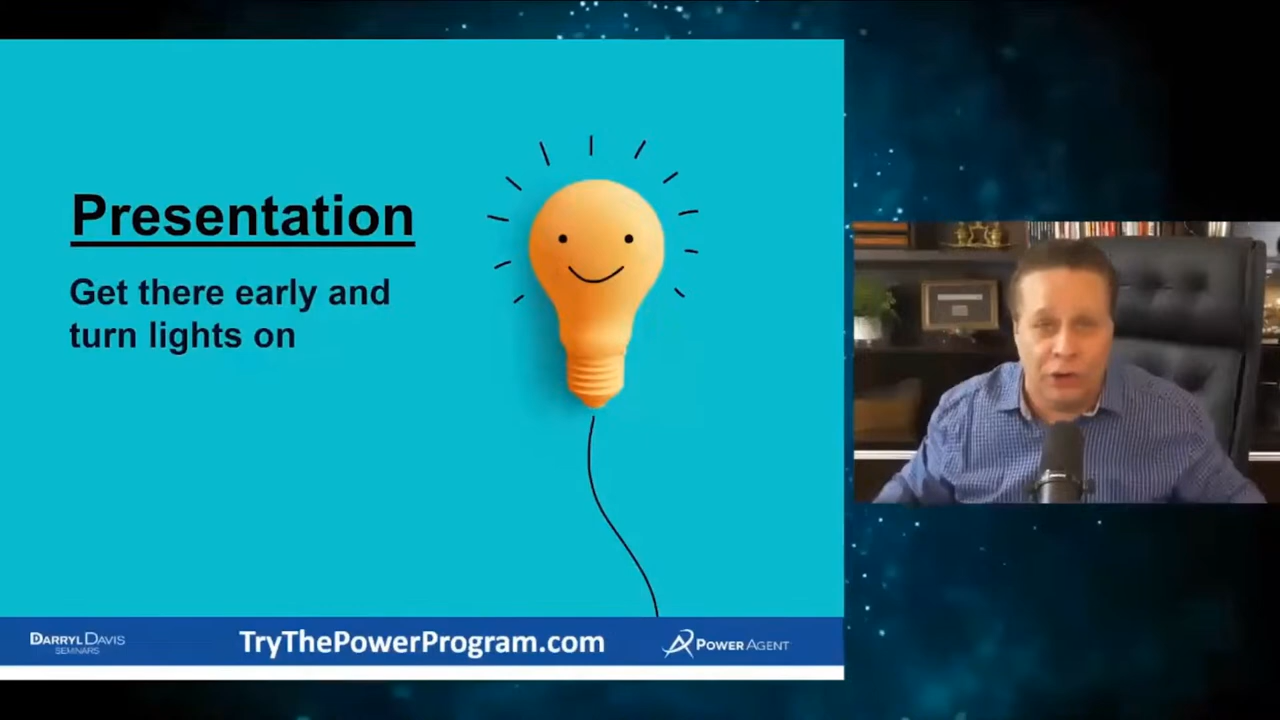 Presentation
Get there early and
turn lights on
DARRYL DAVIS
SEMINARS
TryThePowerProgram.com
POWER AGENT